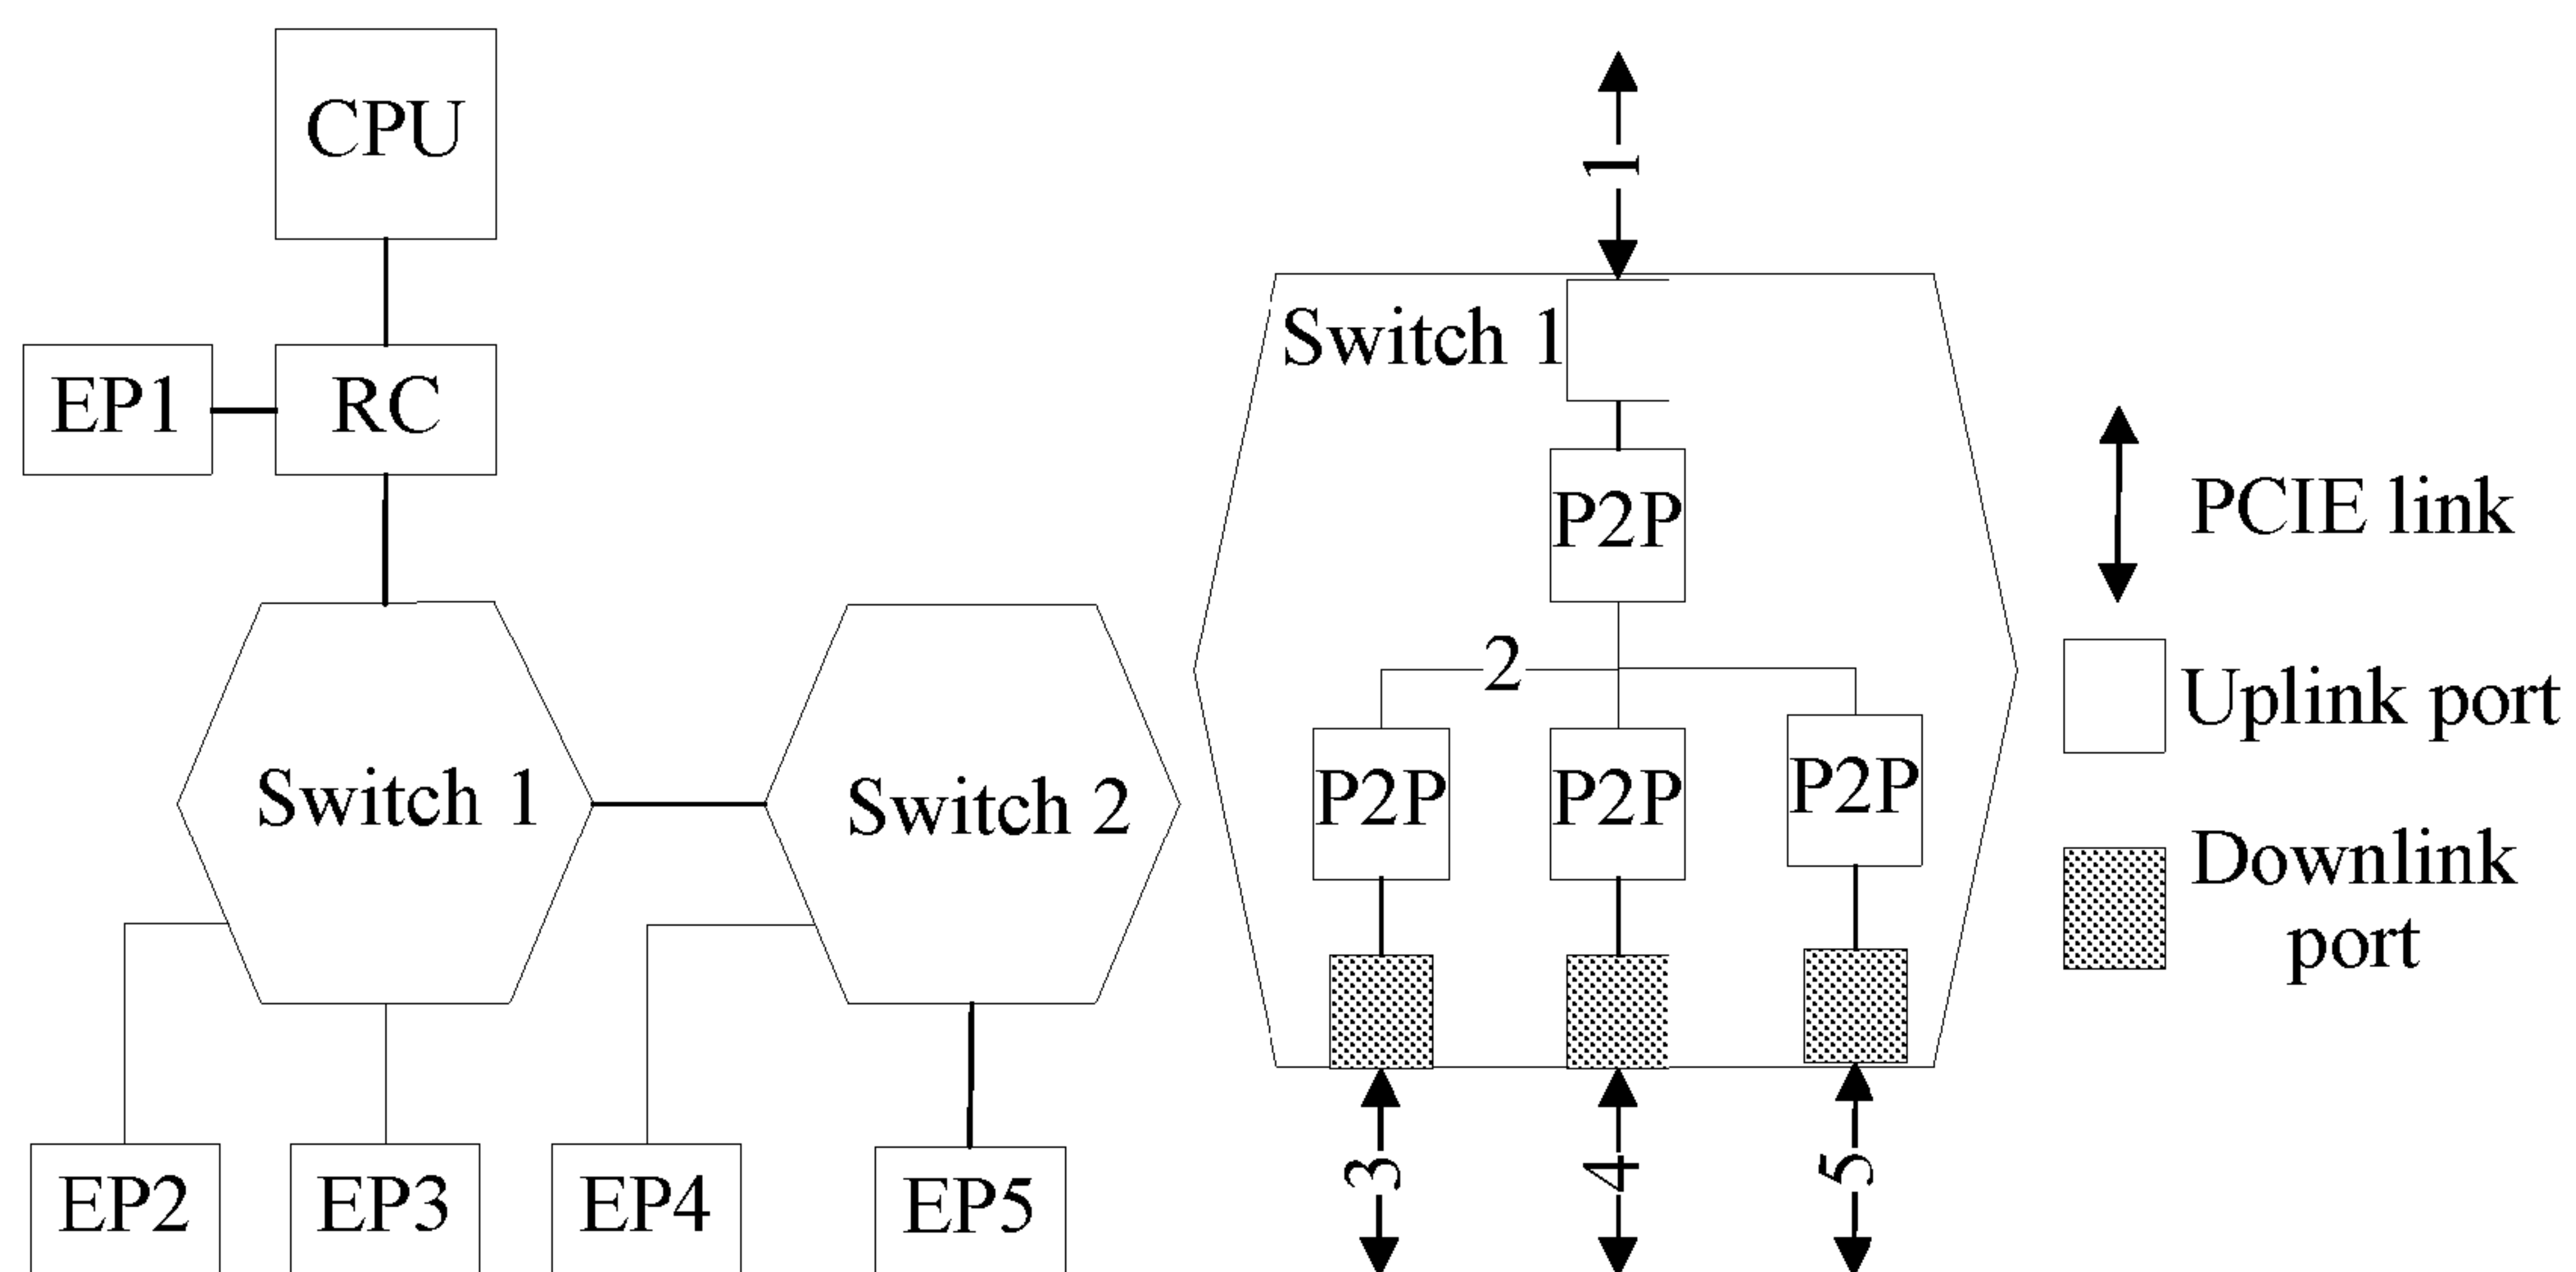 CPU
EP1
RC
Switch 1
Switch 2
EP2
EP3
EP4
EP5
1
Switch 1
P2P
2
P2P
P2P
P2P
3
4
5
PCIE link
Uplink port
Downlink
port